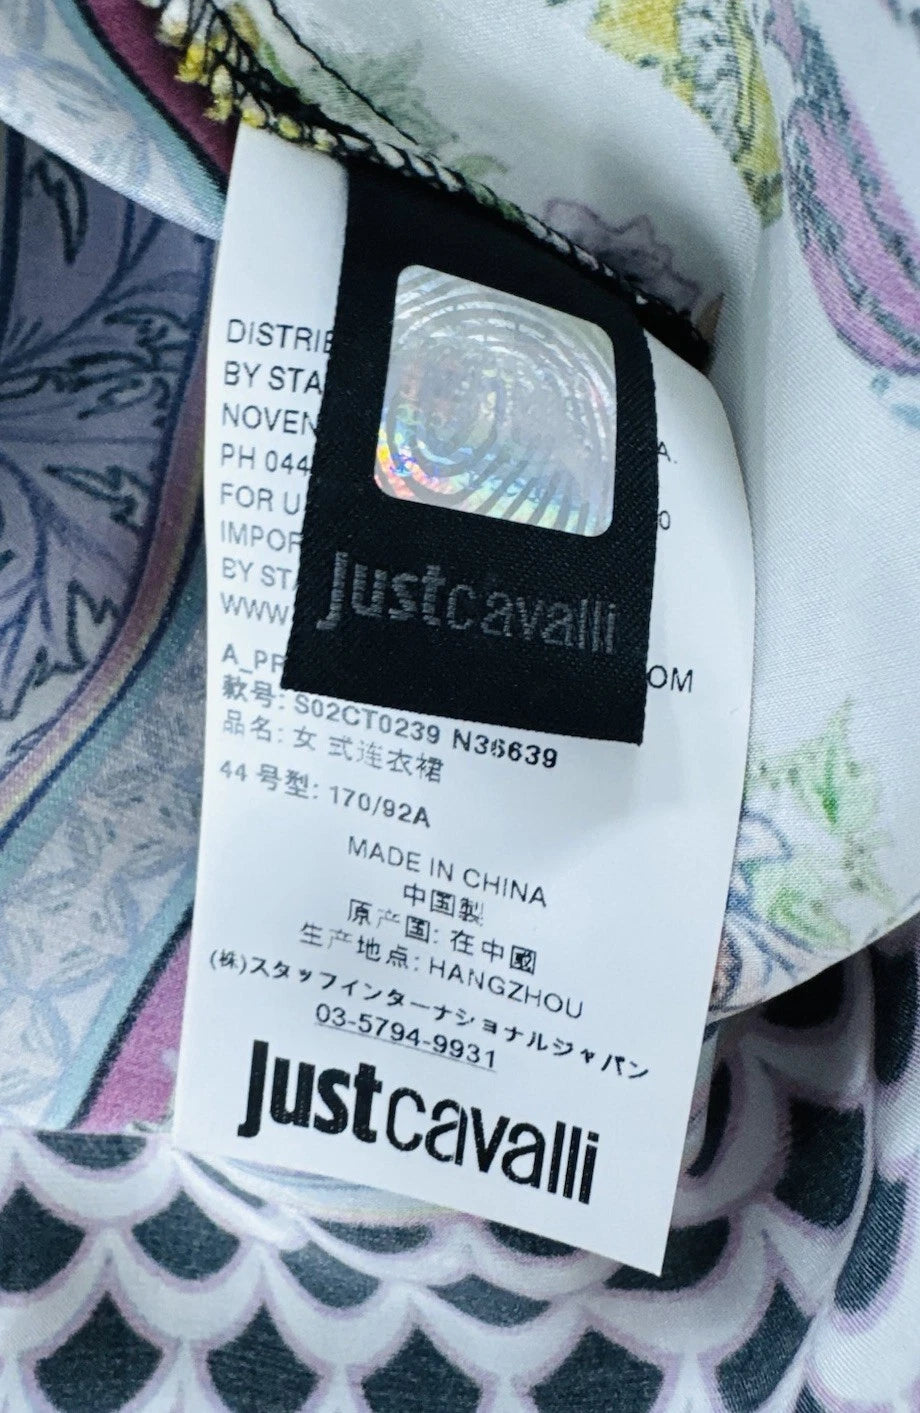 DISTRIB
BY STA
NOVEN A.
PH 044 0
FOR U
IMPOR
BY STA
WWW. OM
A_PR
款号: S02CT0239 N36639
品名: 女 式连衣裙
44 号型: 170/92A
MADE IN CHINA
中国製
原产国: 在中國
生产地点: HANGZHOU
(株)スタッフインターナショナルジャパン
03-5794-9931
justcavalli
justcavalli